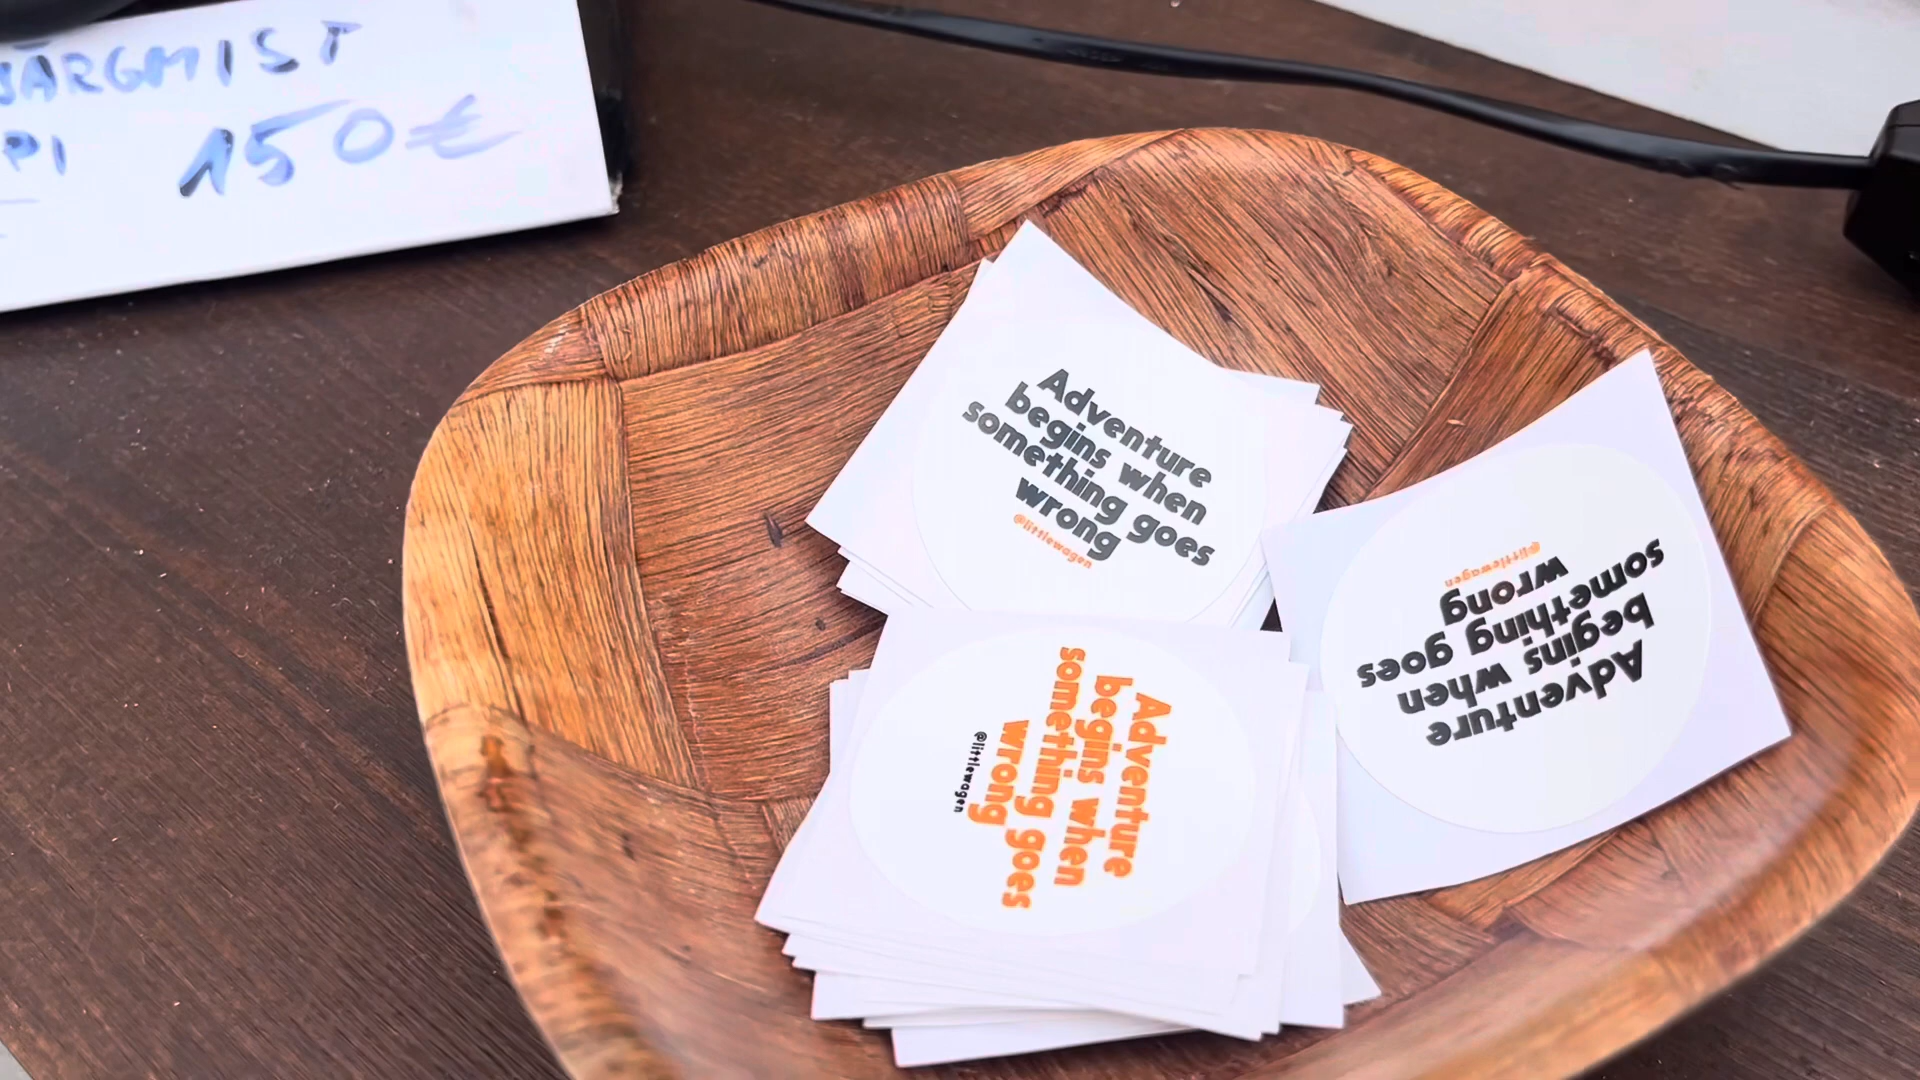 JÄRGMIST
PI 150€
Adventure
begins when
something goes
wrong
@littlewagen
Adventure
begins when
something goes
wrong
@littlewagen
Adventure
begins when
something goes
wrong
@littlewagen